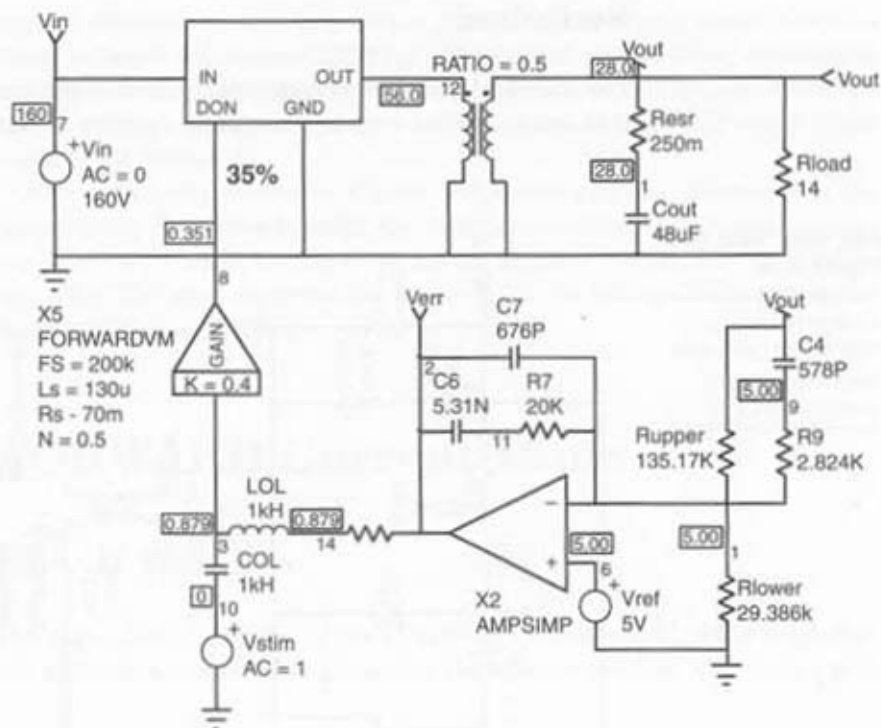 Vin
IN
OUT
DON
GND
RATIO = 0.5
12
56.0
28.0
Vout
Vout
160
7
Vin
AC = 0
160V
35%
Resr
250m
28.0
1
Cout
48uF
Rload
14
0.351
8
X5
FORWARDVM
FS = 200k
Ls = 130u
Rs - 70m
N = 0.5
GAIN
K = 0.4
Verr
2
C7
676P
C6
5.31N
R7
20K
11
Vout
C4
578P
5.00
9
Rupper
135.17K
R9
2.824K
LOL
1kH
0.879
3
0.879
14
COL
1kH
0
10
Vstim
AC = 1
X2
AMPSIMP
5.00
6
Vref
5V
5.00
1
Rlower
29.386k